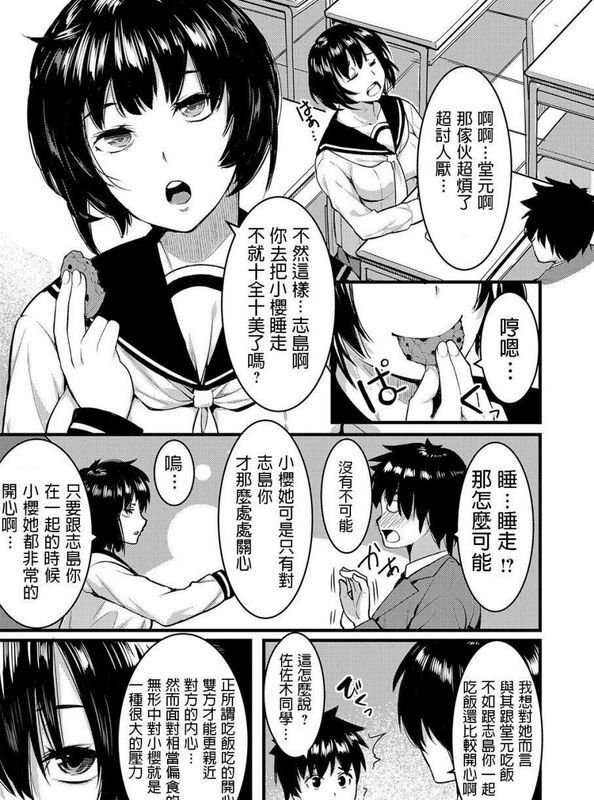 啊啊…堂元啊
那傢伙超煩了
超討人厭…
はぁ…
哼嗯…
ぱく
不然這樣…志島啊
你去把小櫻睡走
不就十全十美了嗎?
睡…睡走!?
那怎麼可能
沒有不可能
小櫻她可是只有對
志島你
才那麼處處關心
嗚…
只要跟志島你
在一起的時候
小櫻她都非常的
開心啊…
我想對她而言
與其跟堂元吃飯
不如跟志島你一起
吃飯還比較開心啊
這怎麼說?
佐佐木同學…
正所謂吃飯吃的開心
雙方才能更親近
對方的內心…
然而面對相當偏食的
無形中對小櫻就是
一種很大的壓力